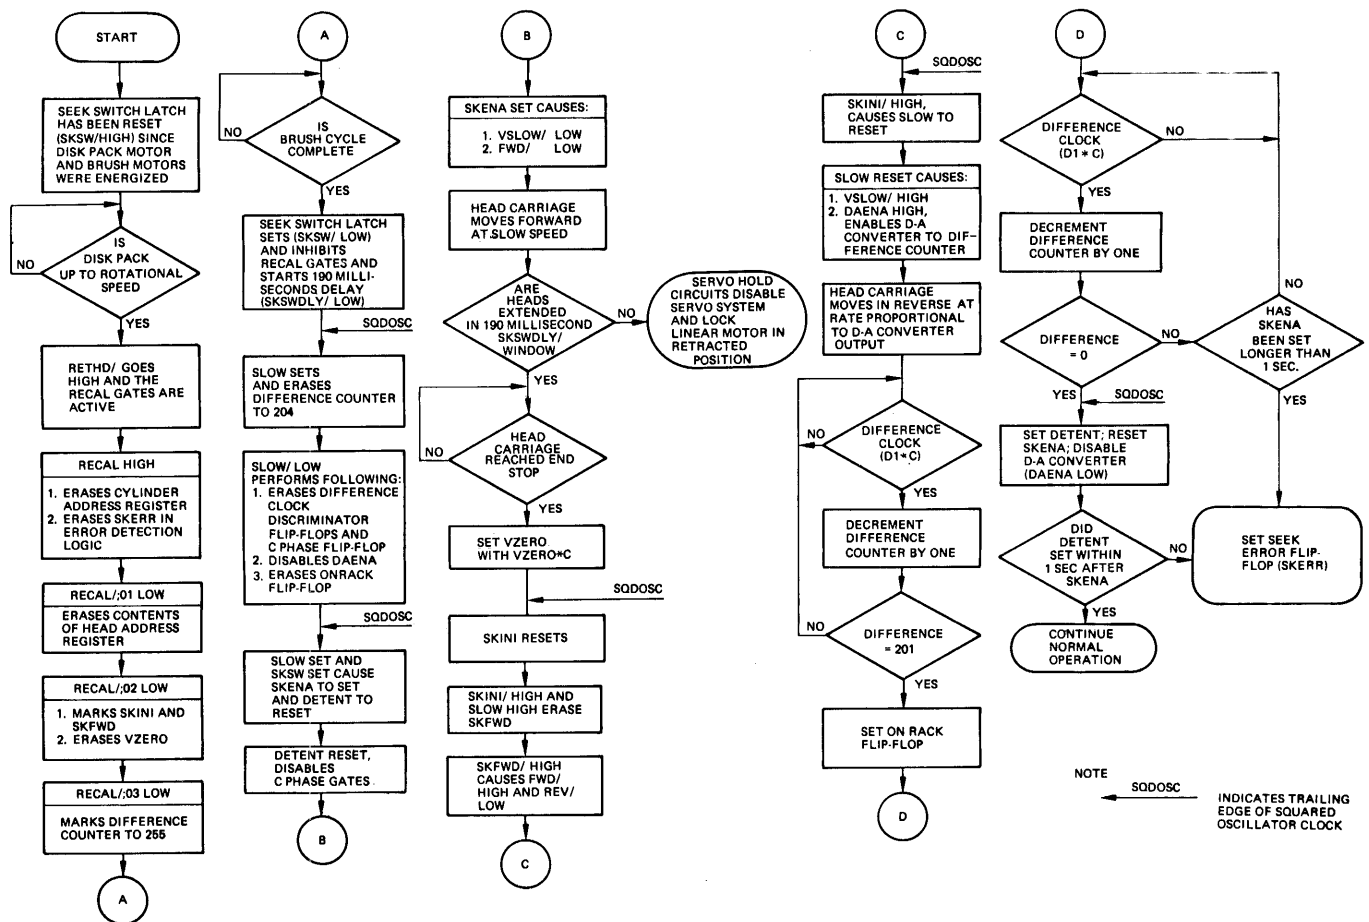 START
SEEK SWITCH LATCH
HAS BEEN RESET
(SKSW/HIGH) SINCE
DISK PACK MOTOR
AND BRUSH MOTORS
WERE ENERGIZED
IS
DISK PACK
UP TO ROTATIONAL
SPEED
NO
YES
RETHD/ GOES
HIGH AND THE
RECAL GATES ARE
ACTIVE
RECAL HIGH
1. ERASES CYLINDER
ADDRESS REGISTER
2. ERASES SKERR IN
ERROR DETECTION
LOGIC
RECAL/;01 LOW
ERASES CONTENTS
OF HEAD ADDRESS
REGISTER
RECAL/;02 LOW
1. MARKS SKINI AND
SKFWD
2. ERASES VZERO
RECAL/;03 LOW
MARKS DIFFERENCE
COUNTER TO 255
A
A
IS
BRUSH CYCLE
COMPLETE
NO
YES
SEEK SWITCH LATCH
SETS (SKSW/ LOW)
AND INHIBITS
RECAL GATES AND
STARTS 190 MILLI-
SECONDS DELAY
(SKSWDLY/ LOW)
SQDOSC
SLOW SETS
AND ERASES
DIFFERENCE COUNTER
TO 204
SLOW/ LOW
PERFORMS FOLLOWING:
1. ERASES DIFFERENCE
CLOCK
DISCRIMINATOR
FLIP-FLOPS AND
C PHASE FLIP-FLOP
2. DISABLES DAENA
3. ERASES ONRACK
FLIP-FLOP
SQDOSC
SLOW SET AND
SKSW SET CAUSE
SKENA TO SET
AND DETENT TO
RESET
DETENT RESET,
DISABLES
C PHASE GATES
B
B
SKENA SET CAUSES:
1. VSLOW/ LOW
2. FWD/ LOW
HEAD CARRIAGE
MOVES FORWARD
AT SLOW SPEED
ARE
HEADS
EXTENDED
IN 190 MILLISECOND
SKSWDLY/
WINDOW
NO
SERVO HOLD
CIRCUITS DISABLE
SERVO SYSTEM
AND LOCK
LINEAR MOTOR IN
RETRACTED
POSITION
YES
HEAD
CARRIAGE
REACHED END
STOP
NO
YES
SET VZERO
WITH VZERO*C
SQDOSC
SKINI RESETS
SKINI/ HIGH AND
SLOW HIGH ERASE
SKFWD
SKFWD/ HIGH
CAUSES FWD/
HIGH AND REV/
LOW
C
C
SQDOSC
SKINI/ HIGH,
CAUSES SLOW TO
RESET
SLOW RESET CAUSES:
1. VSLOW/ HIGH
2. DAENA HIGH,
ENABLES D-A
CONVERTER TO DIF-
FERENCE COUNTER
HEAD CARRIAGE
MOVES IN REVERSE AT
RATE PROPORTIONAL
TO D-A CONVERTER
OUTPUT
DIFFERENCE
CLOCK
(D1*C)
NO
YES
DECREMENT
DIFFERENCE
COUNTER BY ONE
DIFFERENCE
= 201
NO
YES
SET ON RACK
FLIP-FLOP
D
D
DIFFERENCE
CLOCK
(D1 * C)
NO
YES
DECREMENT
DIFFERENCE
COUNTER BY ONE
DIFFERENCE
= 0
NO
NO
HAS
SKENA
BEEN SET
LONGER THAN
1 SEC.
YES
YES
SQDOSC
SET DETENT; RESET
SKENA; DISABLE
D-A CONVERTER
(DAENA LOW)
DID
DETENT
SET WITHIN
1 SEC AFTER
SKENA
NO
SET SEEK
ERROR FLIP-
FLOP (SKERR)
YES
CONTINUE
NORMAL
OPERATION
NOTE
SQDOSC
INDICATES TRAILING
EDGE OF SQUARED
OSCILLATOR CLOCK